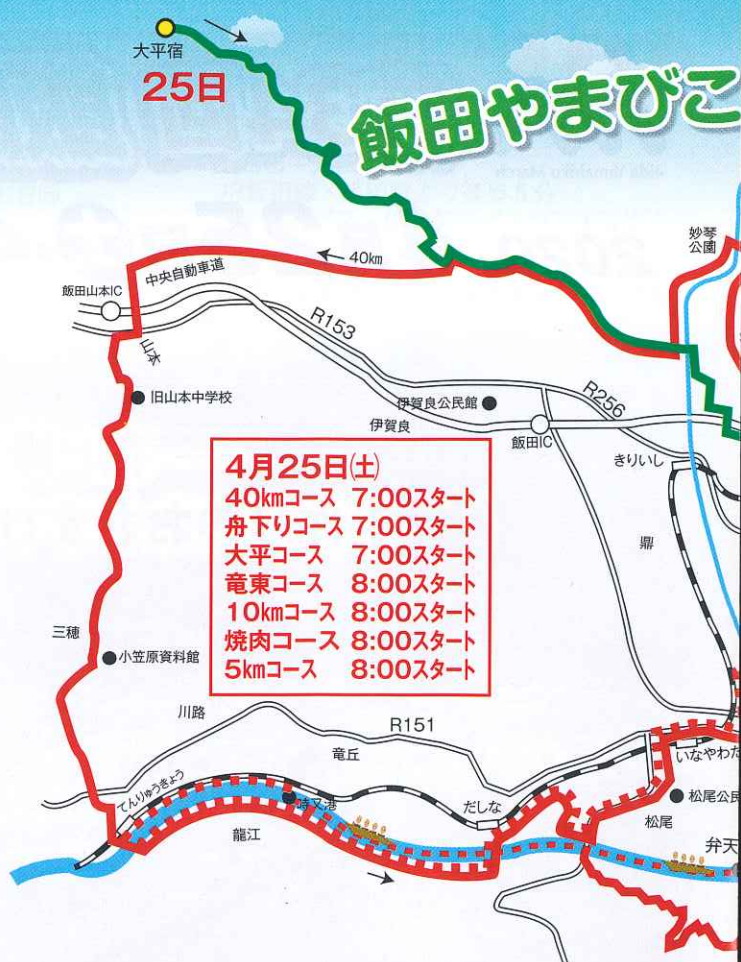 大平宿
25日
飯田やまびこ
妙琴
公園
← 40km
中央自動車道
飯田山本IC
R153
山本
旧山本中学校
伊賀良公民館
伊賀良
R256
飯田IC
きりいし
鼎
4月25日(土)
40kmコース 7:00スタート
舟下りコース 7:00スタート
大平コース 7:00スタート
竜東コース 8:00スタート
10kmコース 8:00スタート
焼肉コース 8:00スタート
5kmコース 8:00スタート
三穂
小笠原資料館
川路
R151
竜丘
いなやわた
てんりゅうきょう
時又港
だしな
松尾公民
松尾
龍江
弁天